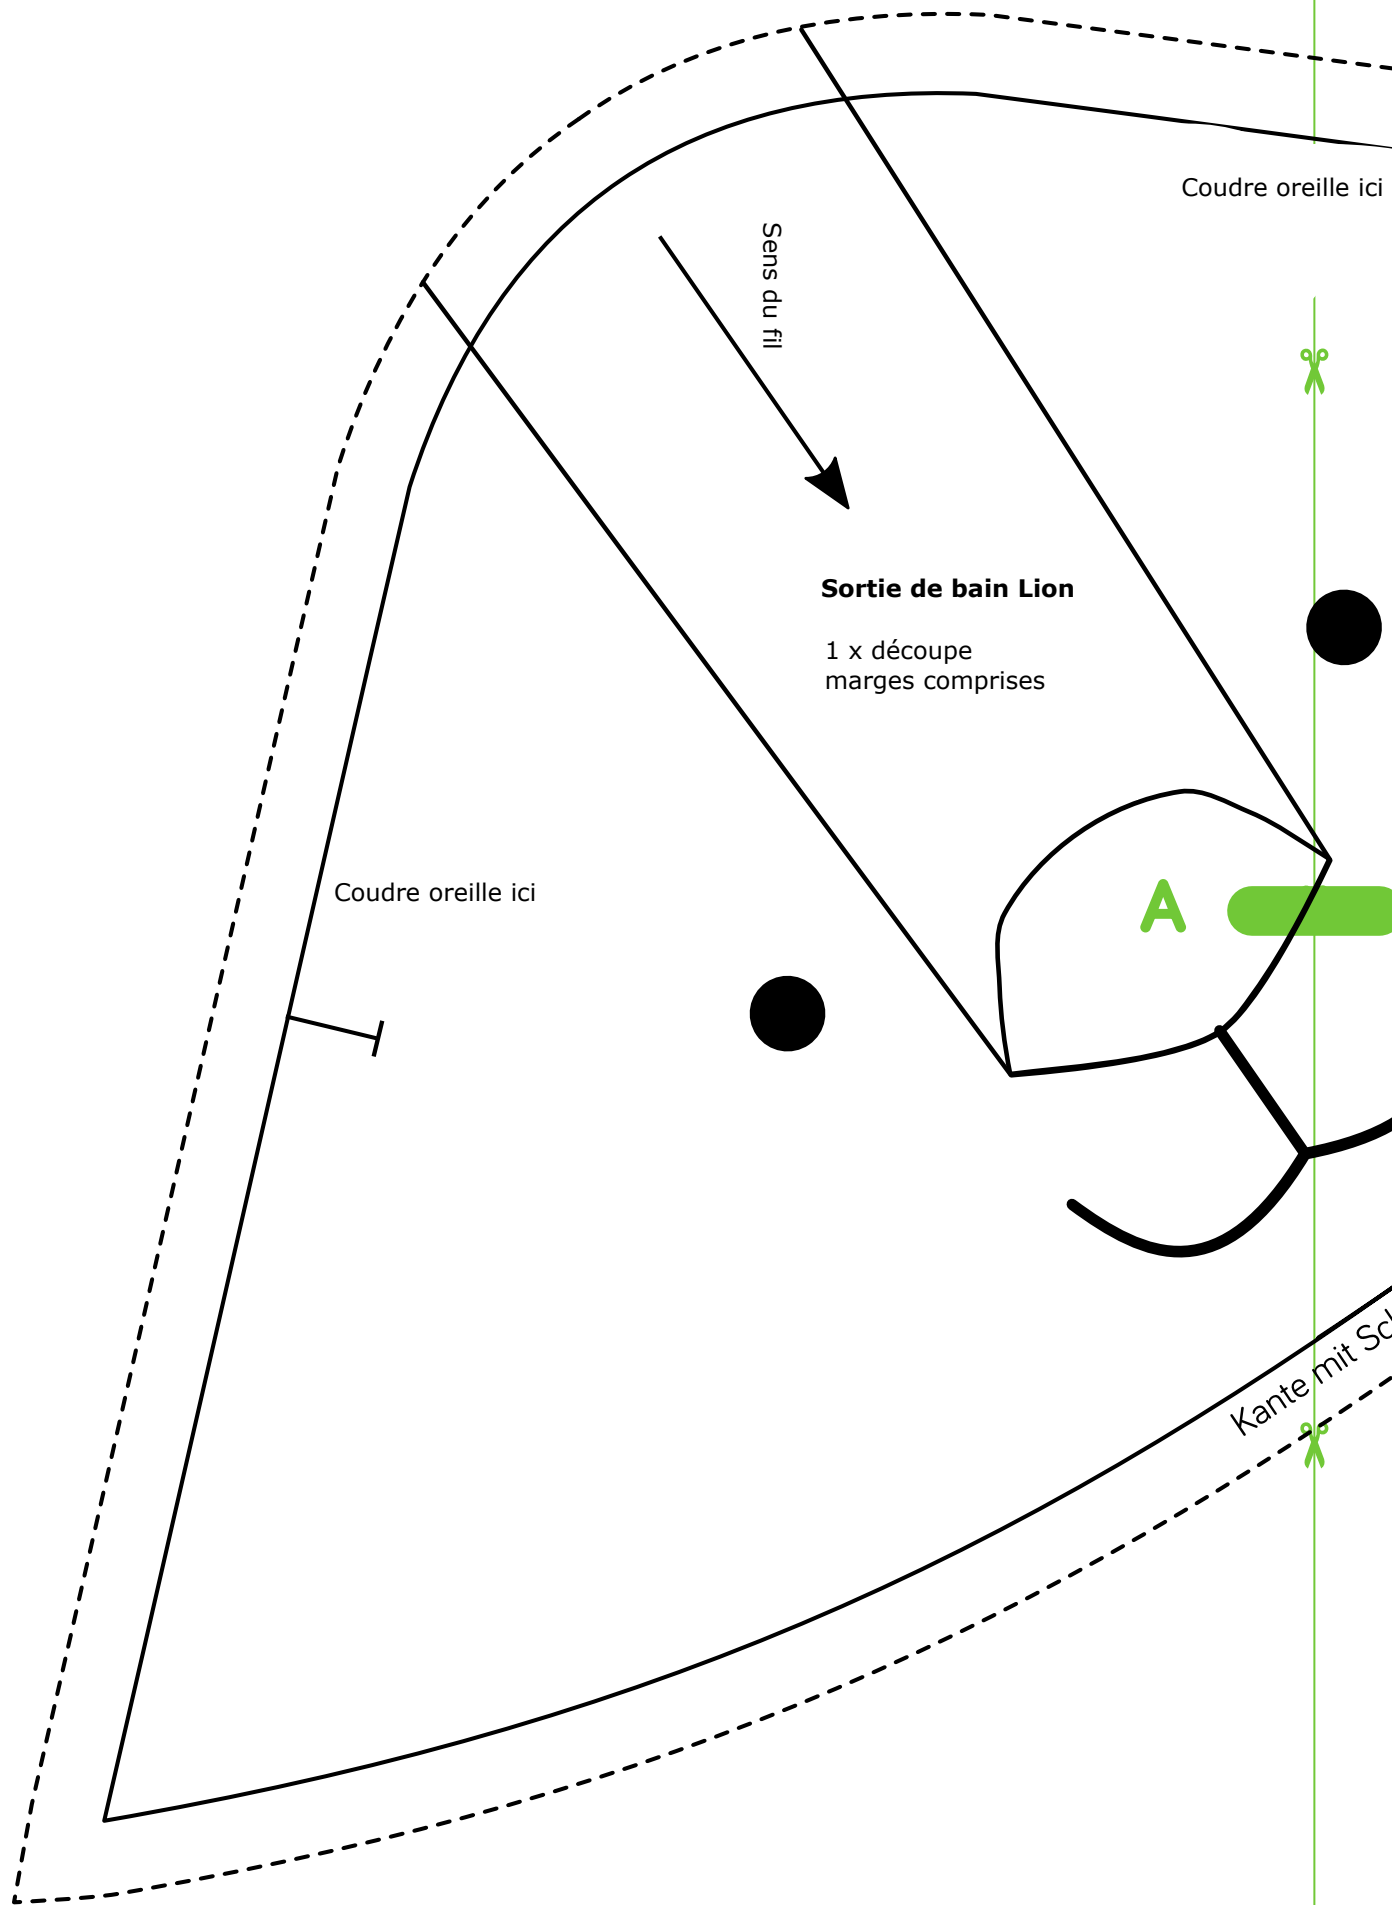 Coudre oreille ici
Sens du fil
Sortie de bain Lion
1 x découpe
marges comprises
Coudre oreille ici
A
Kante mit